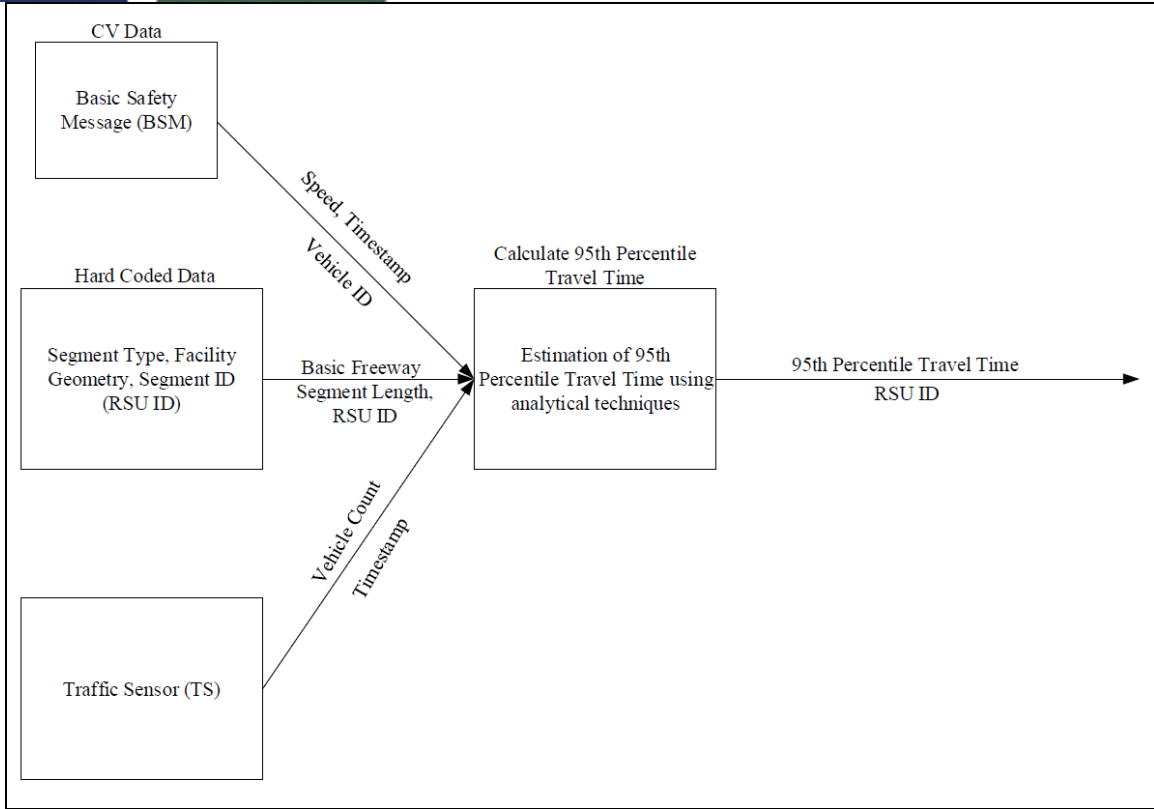 CV Data
Basic Safety
Message (BSM)
Speed, Timestamp
Vehicle ID
Hard Coded Data
Segment Type, Facility
Geometry, Segment ID
(RSU ID)
Basic Freeway
Segment Length,
RSU ID
Calculate 95th Percentile
Travel Time
Estimation of 95th
Percentile Travel Time using
analytical techniques
95th Percentile Travel Time
RSU ID
Vehicle Count
Timestamp
Traffic Sensor (TS)